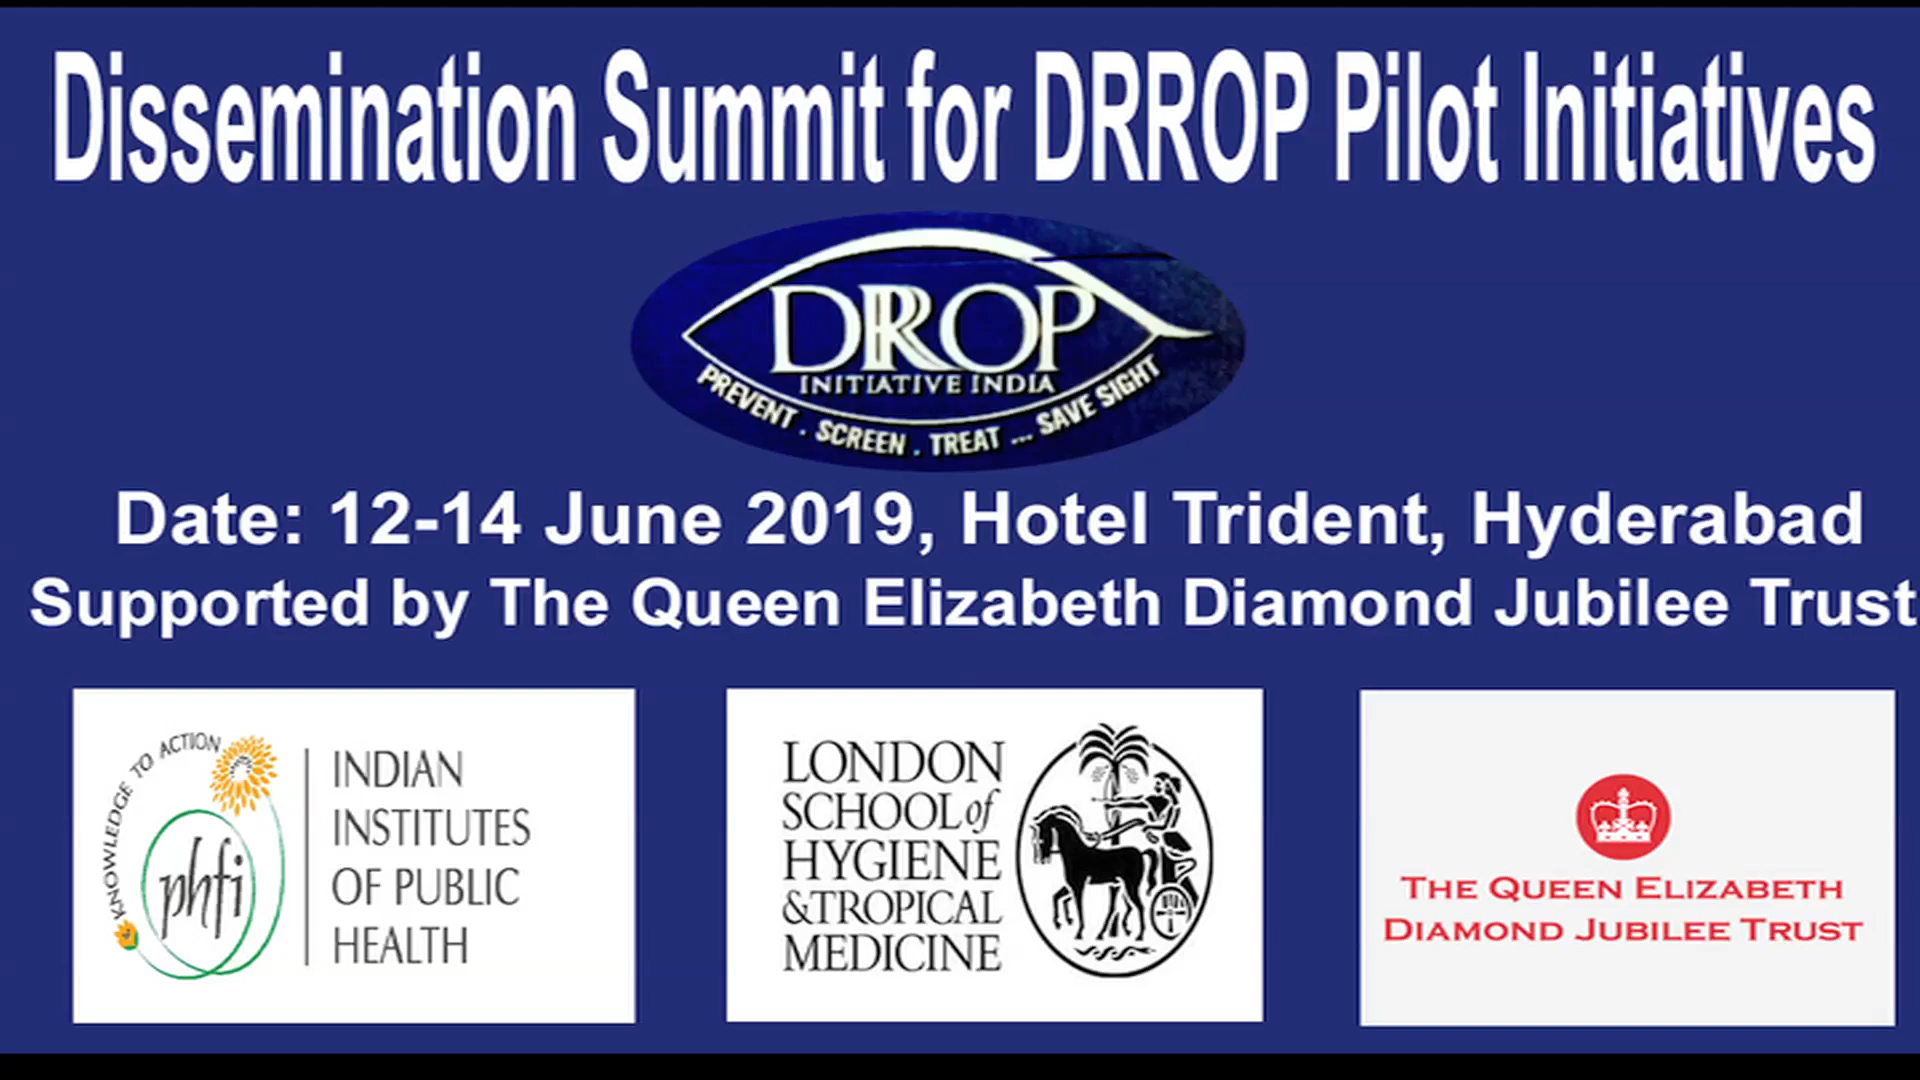 Dissemination Summit for DRROP Pilot Initiatives
DRROP
INITIATIVE INDIA
PREVENT . SCREEN . TREAT ... SAVE SIGHT
Date: 12-14 June 2019, Hotel Trident, Hyderabad
Supported by The Queen Elizabeth Diamond Jubilee Trust
KNOWLEDGE TO ACTION
phfi
INDIAN
INSTITUTES
OF PUBLIC
HEALTH
LONDON
SCHOOL of
HYGIENE
&TROPICAL
MEDICINE
THE QUEEN ELIZABETH
DIAMOND JUBILEE TRUST